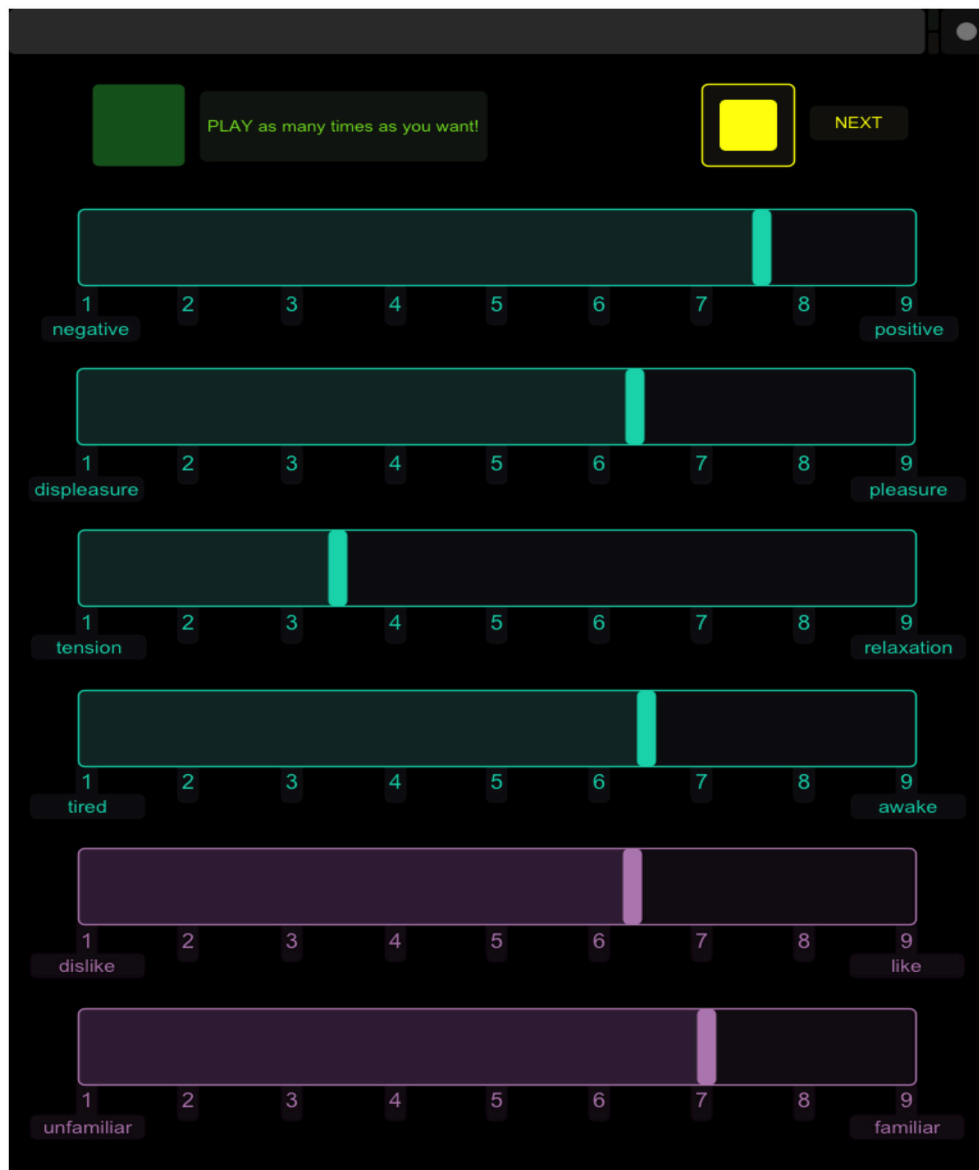 PLAY as many times as you want!
NEXT
1 2 3 4 5 6 7 8 9
negative positive
1 2 3 4 5 6 7 8 9
displeasure pleasure
1 2 3 4 5 6 7 8 9
tension relaxation
1 2 3 4 5 6 7 8 9
tired awake
1 2 3 4 5 6 7 8 9
dislike like
1 2 3 4 5 6 7 8 9
unfamiliar familiar